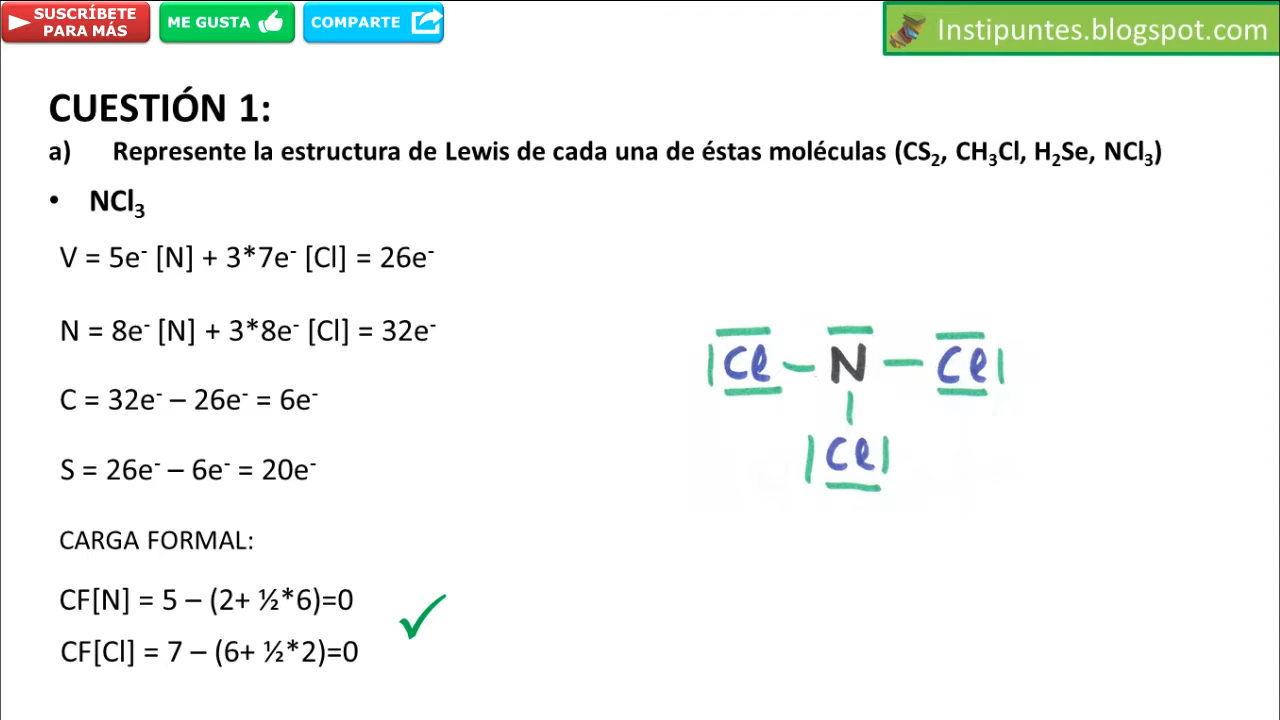 SUSCRÍBETE
PARA MÁS
ME GUSTA
COMPARTE
Instipuntes.blogspot.com
CUESTIÓN 1:
a) Represente la estructura de Lewis de cada una de éstas moléculas (CS₂, CH₃Cl, H₂Se, NCl₃)
• NCl₃
V = 5e⁻ [N] + 3*7e⁻ [Cl] = 26e⁻
N = 8e⁻ [N] + 3*8e⁻ [Cl] = 32e⁻
C = 32e⁻ – 26e⁻ = 6e⁻
S = 26e⁻ – 6e⁻ = 20e⁻
CARGA FORMAL:
CF[N] = 5 – (2+ ½*6)=0
CF[Cl] = 7 – (6+ ½*2)=0
Cl – N – Cl
Cl